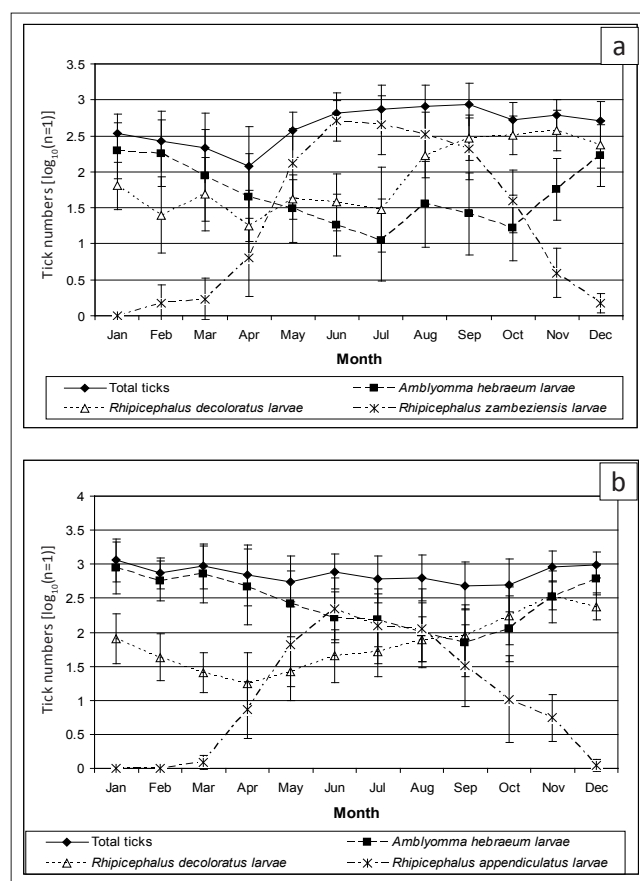 a
3.5
3
2.5
2
1.5
1
0.5
0
Tick numbers [log10(n=1)]
Jan Feb Mar Apr May Jun Jul Aug Sep Oct Nov Dec
Month
Total ticks Amblyomma hebraeum larvae
Rhipicephalus decoloratus larvae Rhipicephalus zambeziensis larvae
b
4
3.5
3
2.5
2
1.5
1
0.5
0
Tick numbers [log10(n=1)]
Jan Feb Mar Apr May Jun Jul Aug Sep Oct Nov Dec
Month
Total ticks Amblyomma hebraeum larvae
Rhipicephalus decoloratus larvae Rhipicephalus appendiculatus larvae